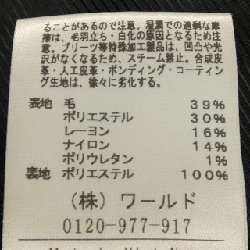 ることがあるので注意。湿潤での過剰な摩
擦は、毛羽立ち・白化の原因となるため注
意。プリーツ等特殊加工製品は、凹凸や光
沢がなくなるため、スチーム禁止。合成皮
革・人工皮革・ボンディング・コーティン
グ生地は、徐々に劣化する。
表地 毛 39%
ポリエステル 30%
レーヨン 16%
ナイロン 14%
ポリウレタン 1%
裏地 ポリエステル 100%
(株) ワールド
0120-977-917